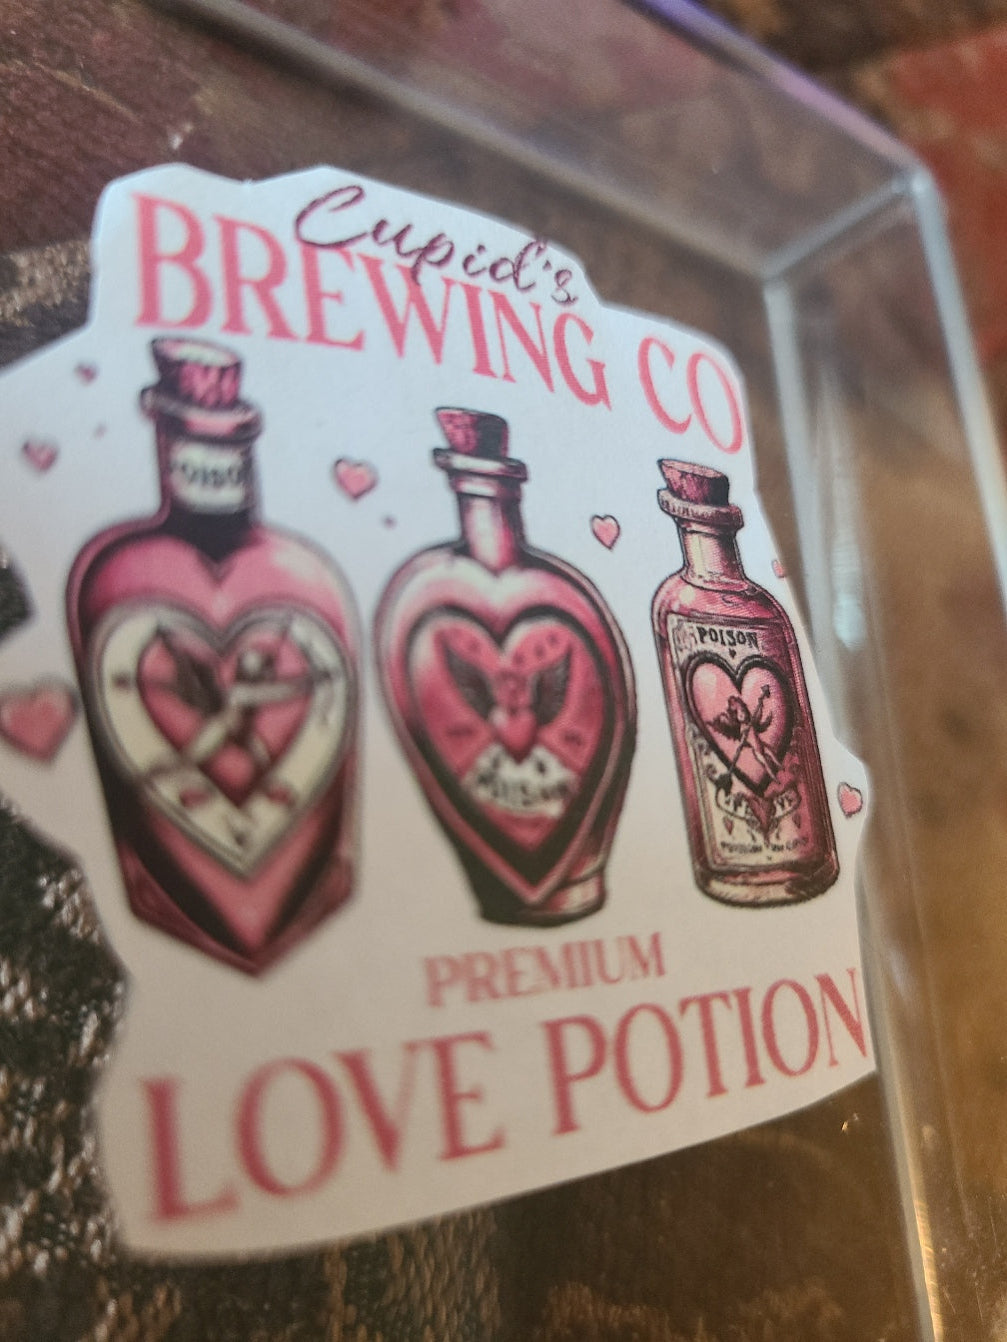 Cupid's
BREWING CO
POISON
POISON
PREMIUM
LOVE POTION